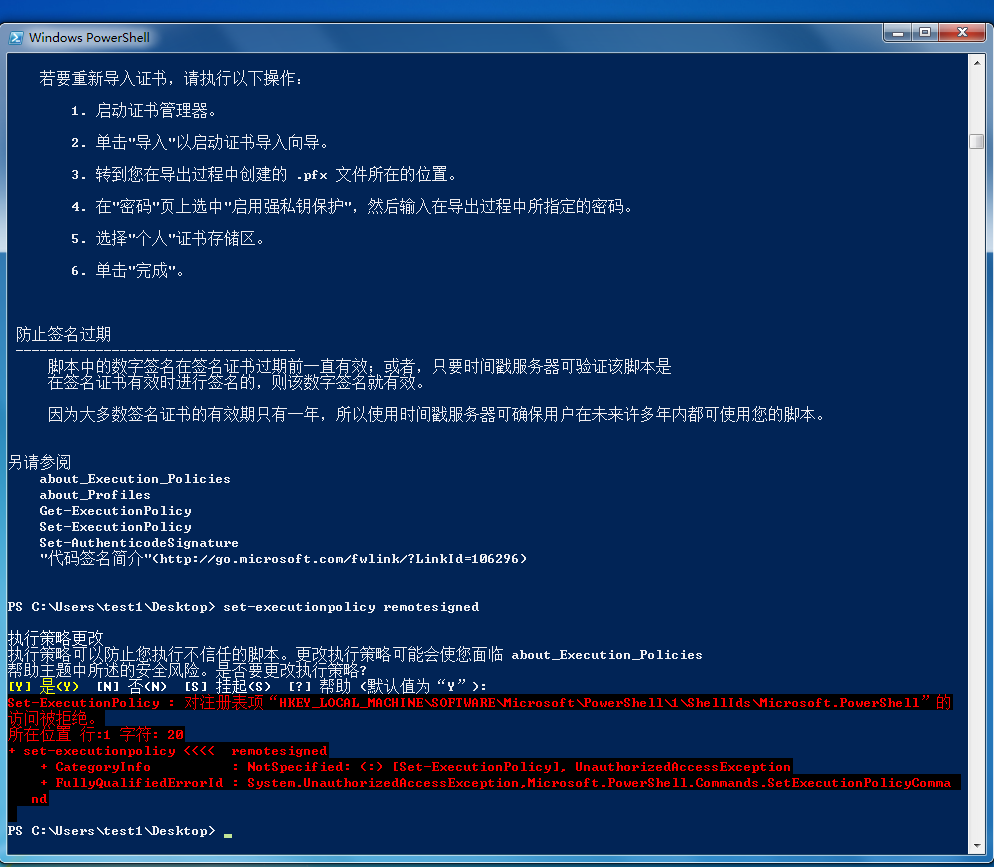 Windows PowerShell
若要重新导入证书，请执行以下操作：
1. 启动证书管理器。
2. 单击"导入"以启动证书导入向导。
3. 转到您在导出过程中创建的 .pfx 文件所在的位置。
4. 在"密码"页上选中"启用强私钥保护"，然后输入在导出过程中所指定的密码。
5. 选择"个人"证书存储区。
6. 单击"完成"。
防止签名过期
-----------------------------------
脚本中的数字签名在签名证书过期前一直有效；或者，只要时间戳服务器可验证该脚本是
在签名证书有效时进行签名的，则该数字签名就有效。
因为大多数签名证书的有效期只有一年，所以使用时间戳服务器可确保用户在未来许多年内都可使用您的脚本。
另请参阅
about_Execution_Policies
about_Profiles
Get-ExecutionPolicy
Set-ExecutionPolicy
Set-AuthenticodeSignature
"代码签名简介"(http://go.microsoft.com/fwlink/?LinkId=106296)
PS C:\Users\test1\Desktop> set-executionpolicy remotesigned
执行策略更改
执行策略可以防止您执行不信任的脚本。更改执行策略可能会使您面临 about_Execution_Policies
帮助主题中所述的安全风险。是否要更改执行策略?
[Y] 是(Y)  [N] 否(N)  [S] 挂起(S)  [?] 帮助 (默认值为“Y”):
Set-ExecutionPolicy : 对注册表项“HKEY_LOCAL_MACHINE\SOFTWARE\Microsoft\PowerShell\1\ShellIds\Microsoft.PowerShell”的
访问被拒绝。
所在位置 行:1 字符: 20
+ set-executionpolicy <<<<  remotesigned
+ CategoryInfo          : NotSpecified: (:) [Set-ExecutionPolicy], UnauthorizedAccessException
+ FullyQualifiedErrorId : System.UnauthorizedAccessException,Microsoft.PowerShell.Commands.SetExecutionPolicyComma
nd
PS C:\Users\test1\Desktop>